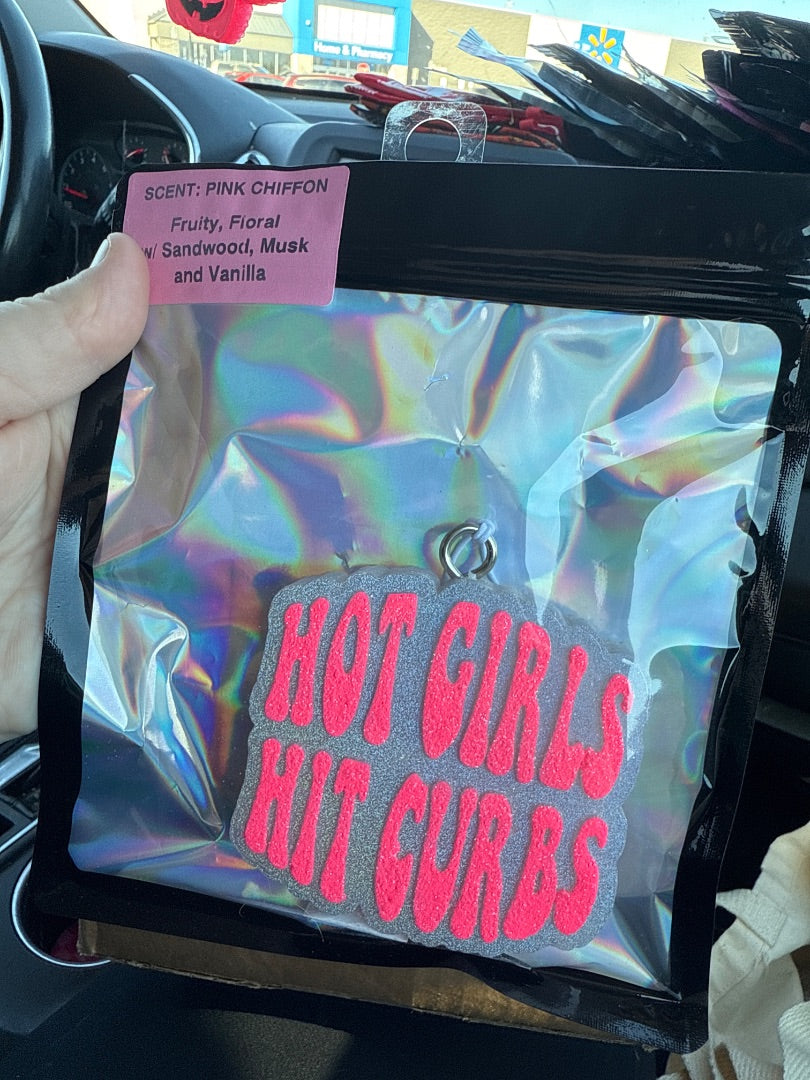 Home & Pharmacy
SCENT: PINK CHIFFON
Fruity, Floral
w/ Sandwood, Musk
and Vanilla
HOT GIRLS
HIT CURBS